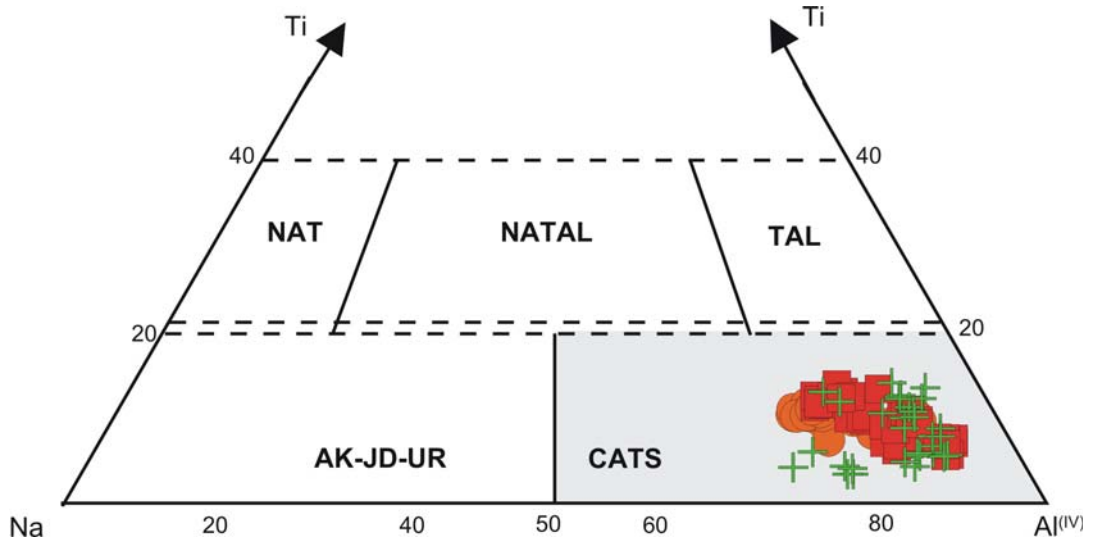 Ti Ti
40 40
NAT NATAL TAL
20 20
AK-JD-UR CATS
Na 20 40 50 60 80 Al(IV)